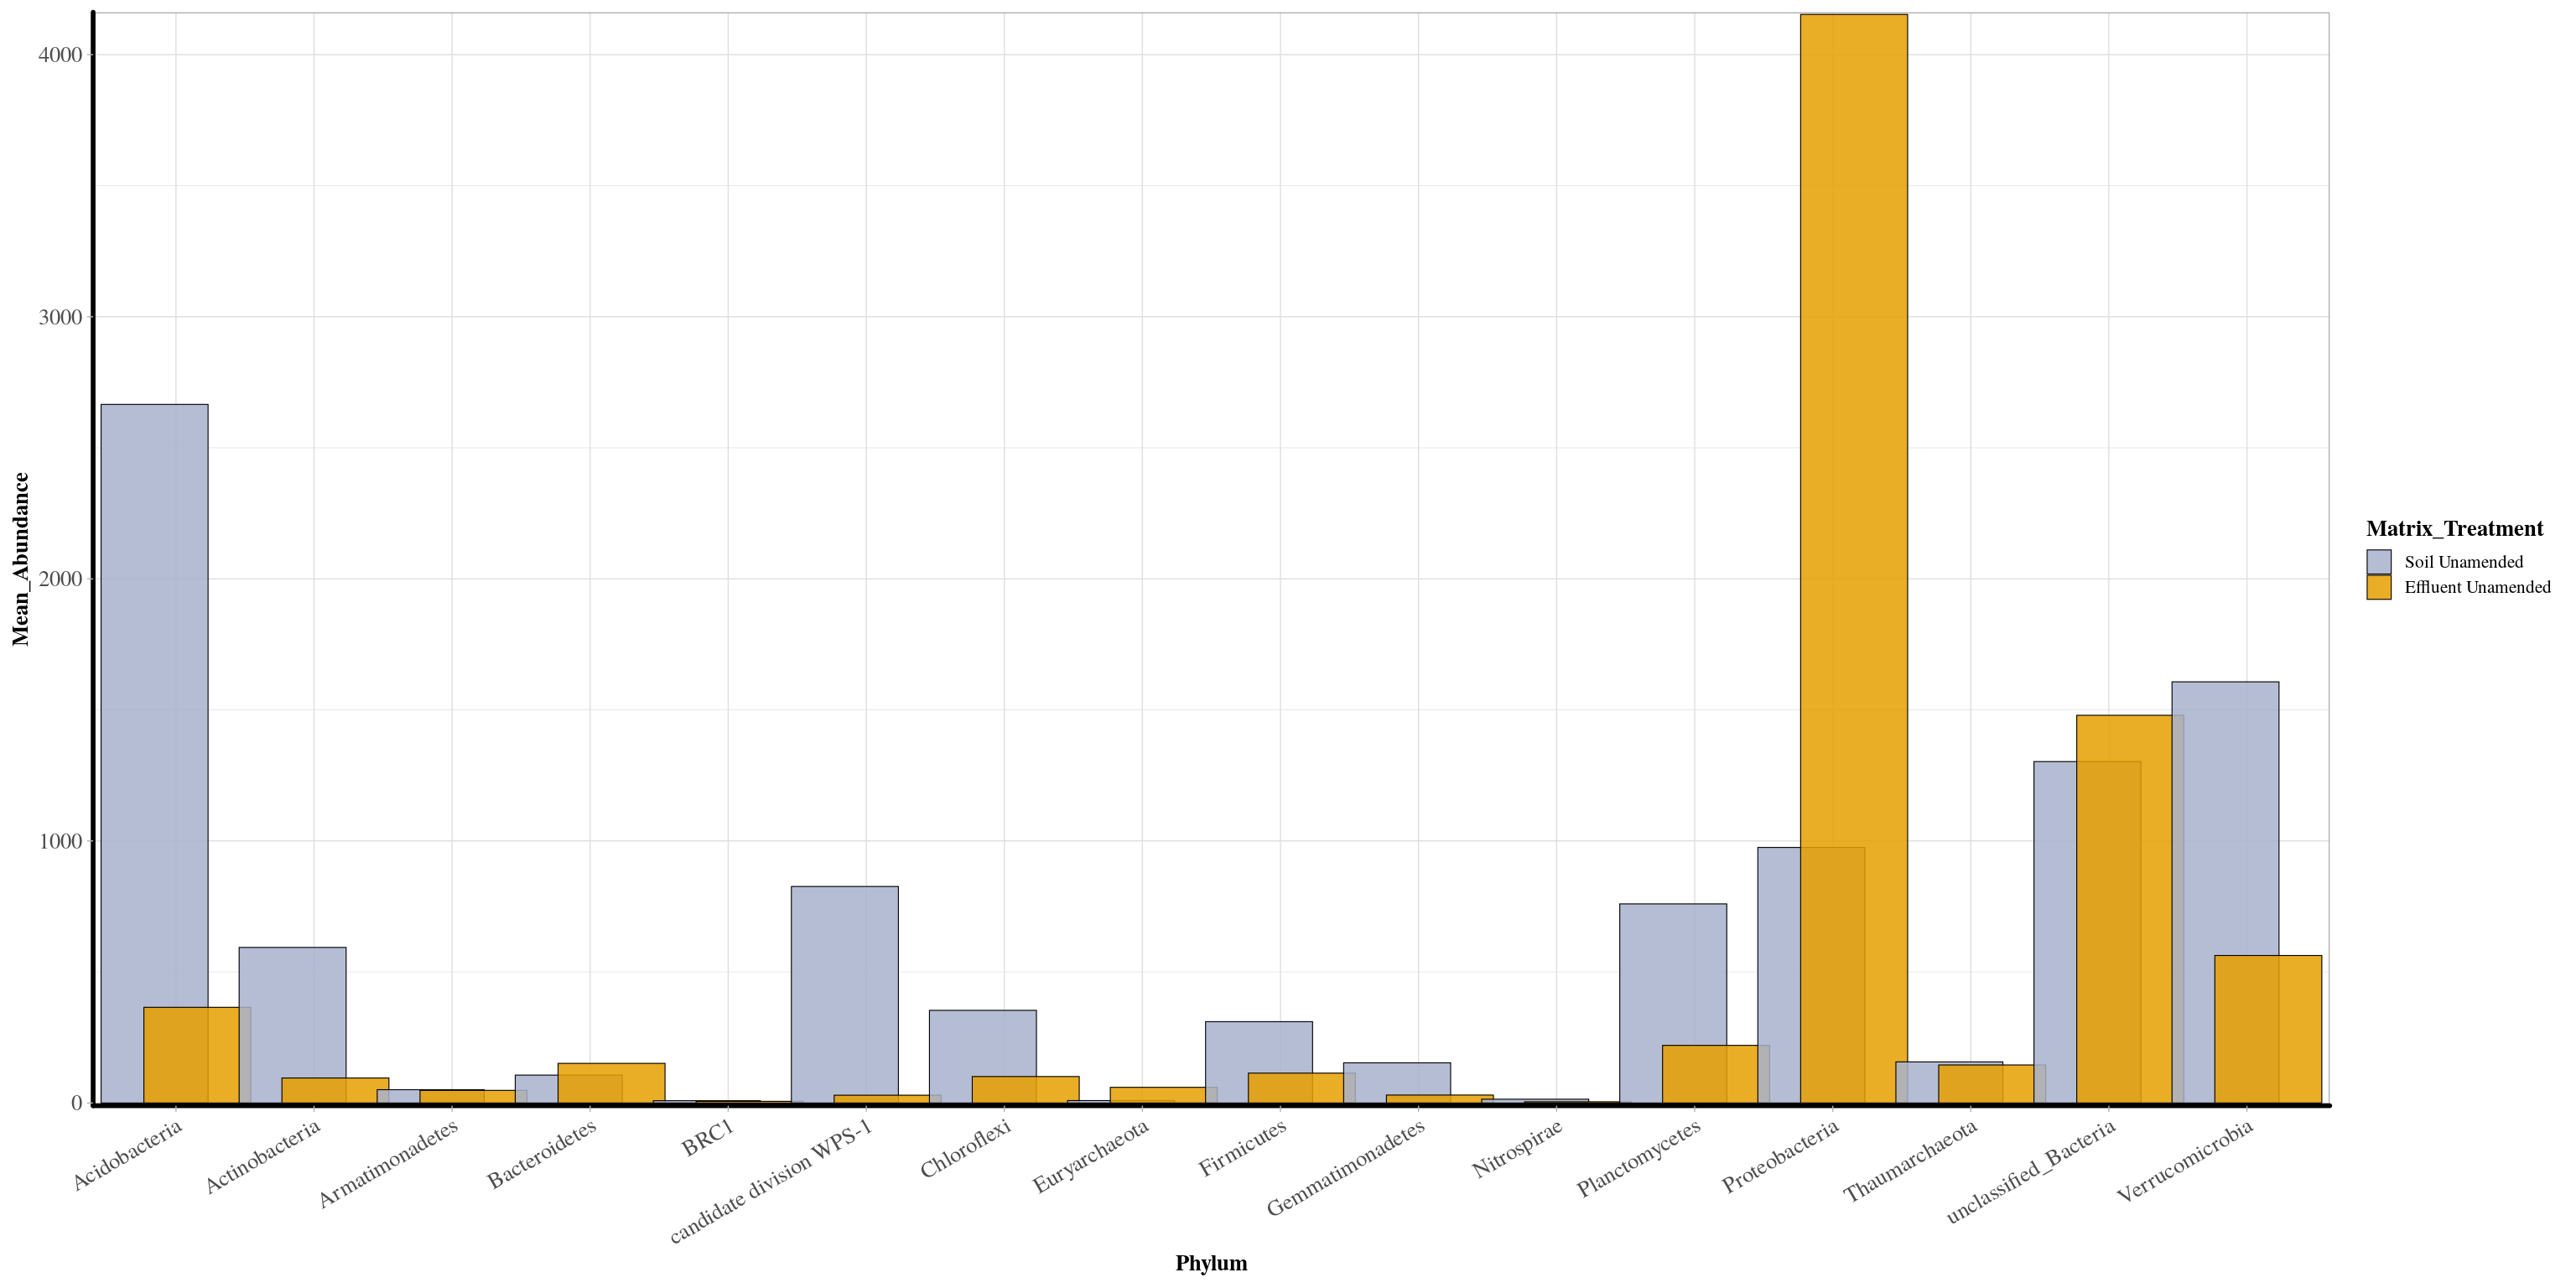 4000
3000
2000
1000
0
Mean_Abundance
Acidobacteria
Actinobacteria
Armatimonadetes
Bacteroidetes
BRC1
candidate division WPS-1
Chloroflexi
Euryarchaeota
Firmicutes
Gemmatimonadetes
Nitrospirae
Planctomycetes
Proteobacteria
Thaumarchaeota
unclassified_Bacteria
Verrucomicrobia
Phylum
Matrix_Treatment
Soil Unamended
Effluent Unamended